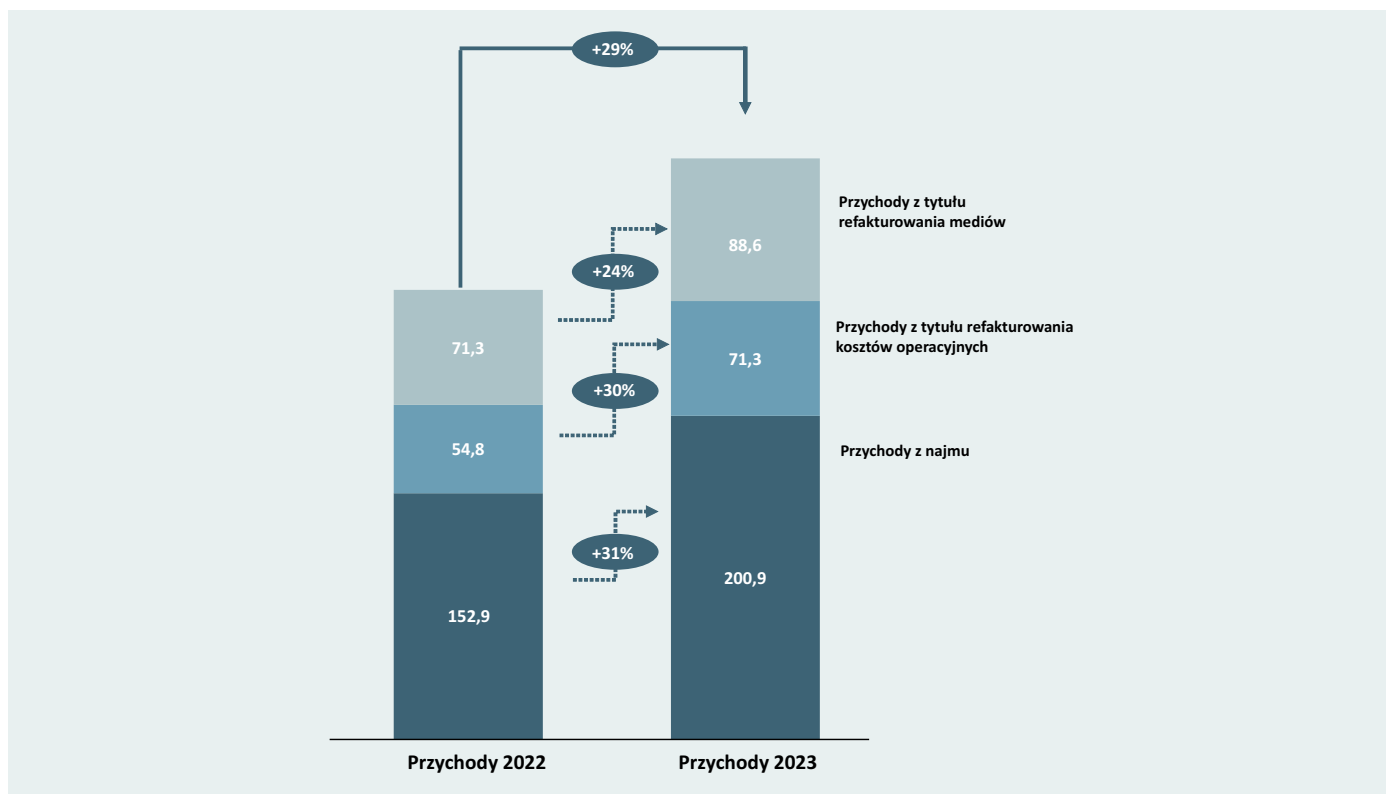 +29%
Przychody z tytułu
refakturowania mediów
88,6
+24%
Przychody z tytułu refakturowania
kosztów operacyjnych
71,3
71,3
+30%
54,8
Przychody z najmu
+31%
200,9
152,9
Przychody 2022
Przychody 2023